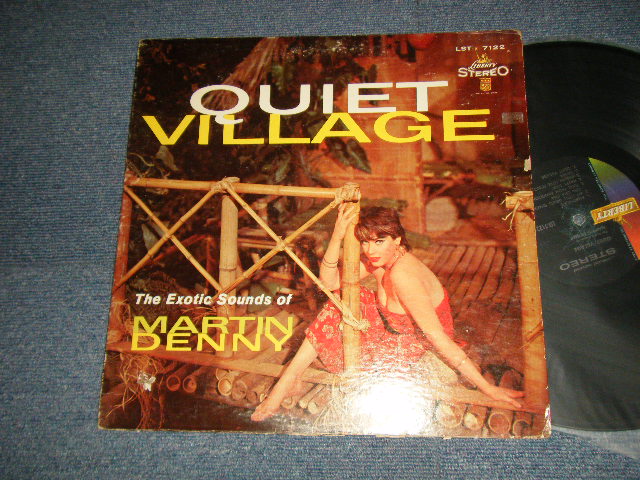 LST : 7122
Liberty
STEREO
QUIET
VILLAGE
The Exotic Sounds of
MARTIN
DENNY
LIBERTY
STEREO